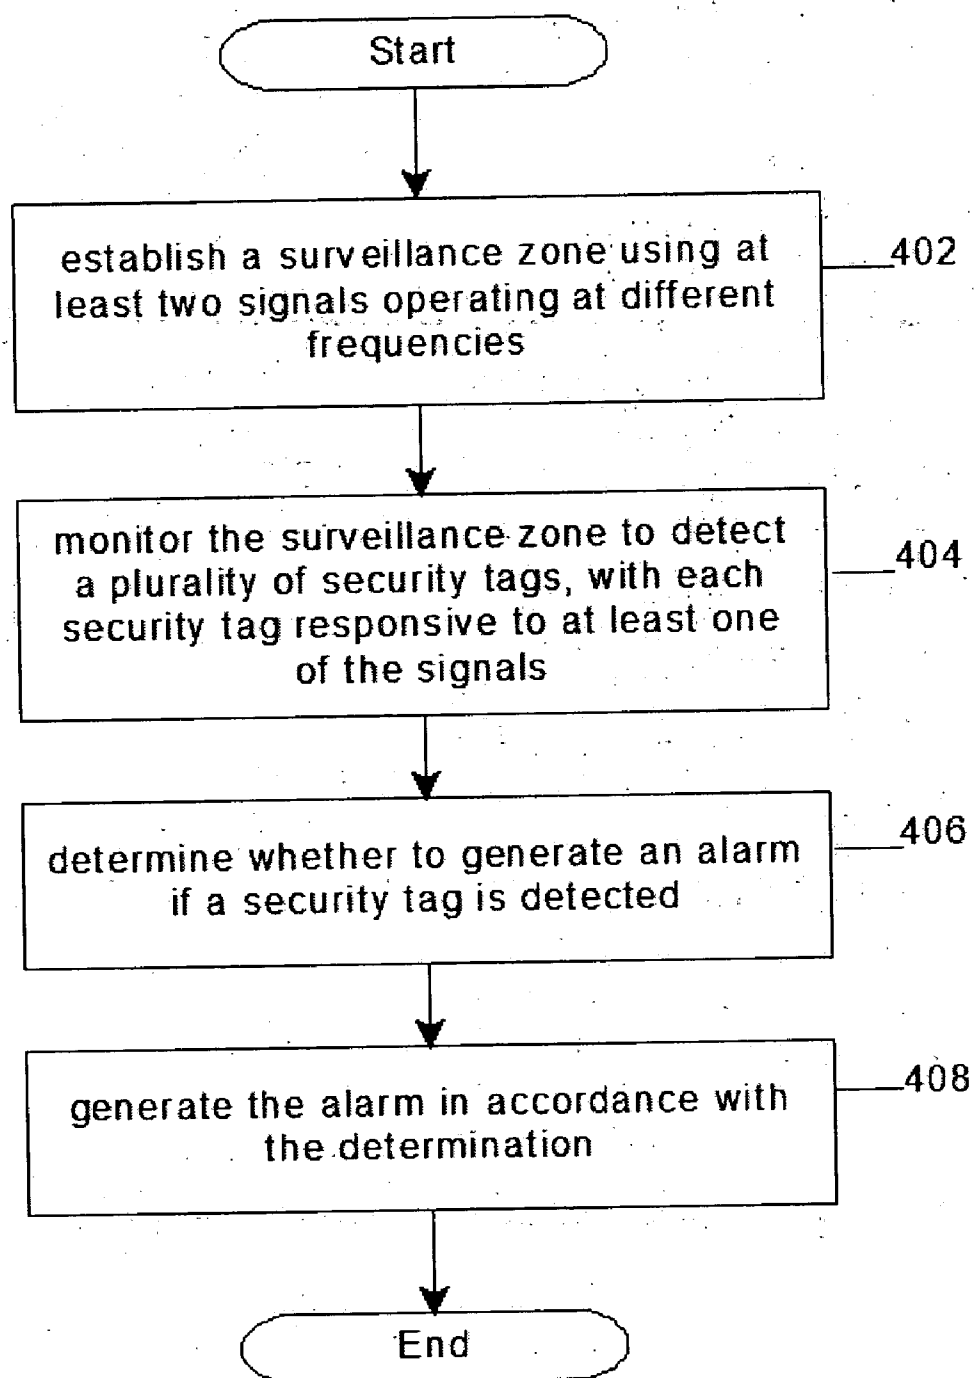 Start
establish a surveillance zone using at
least two signals operating at different
frequencies
402
monitor the surveillance zone to detect
a plurality of security tags, with each
security tag responsive to at least one
of the signals
404
determine whether to generate an alarm
if a security tag is detected
406
generate the alarm in accordance with
the determination
408
End